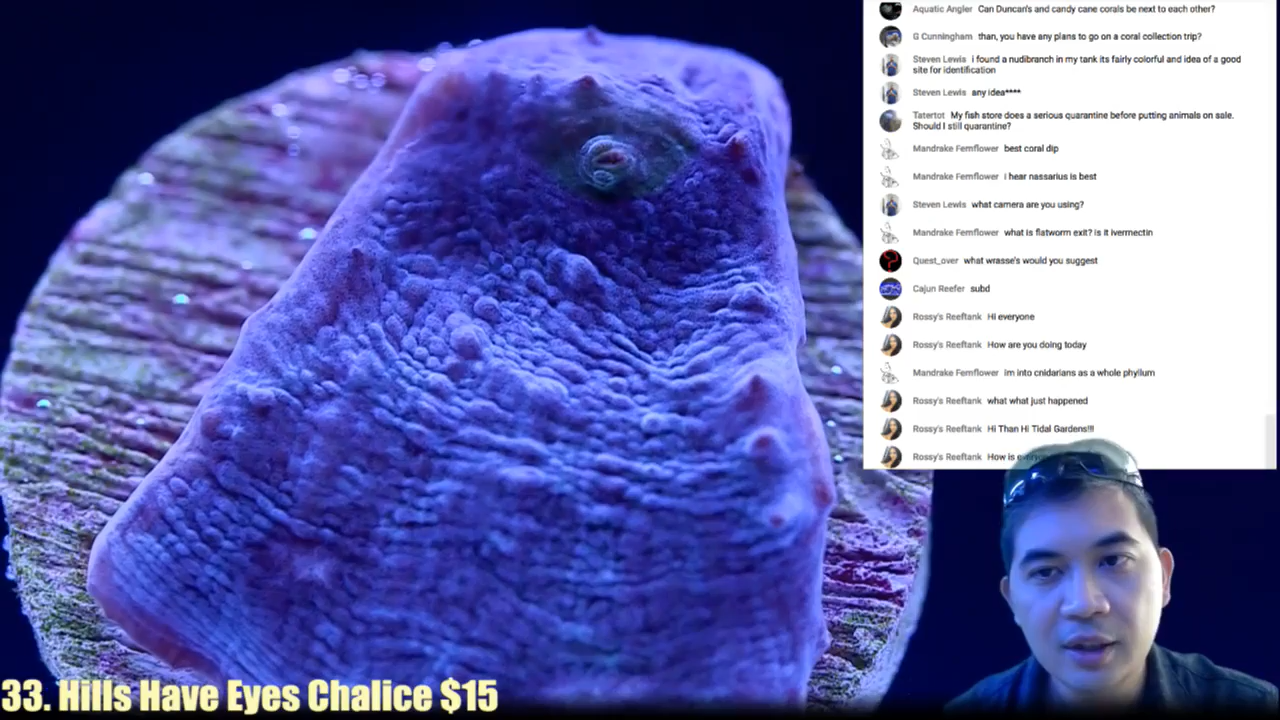 Aquatic Angler Can Duncan's and candy cane corals be next to each other?
G Cunningham than, you have any plans to go on a coral collection trip?
Steven Lewis i found a nudibranch in my tank its fairly colorful and idea of a good
site for identification
Steven Lewis any idea****
Tatertot My fish store does a serious quarantine before putting animals on sale.
Should I still quarantine?
Mandrake Fernflower best coral dip
Mandrake Fernflower i hear nassarius is best
Steven Lewis what camera are you using?
Mandrake Fernflower what is flatworm exit? is it ivermectin
Quest_over what wrasse's would you suggest
Cajun Reefer subd
Rossy's Reeftank Hi everyone
Rossy's Reeftank How are you doing today
Mandrake Fernflower im into cnidarians as a whole phyllum
Rossy's Reeftank what what just happened
Rossy's Reeftank Hi Than Hi Tidal Gardens!!!
Rossy's Reeftank How is
33. Hills Have Eyes Chalice $15